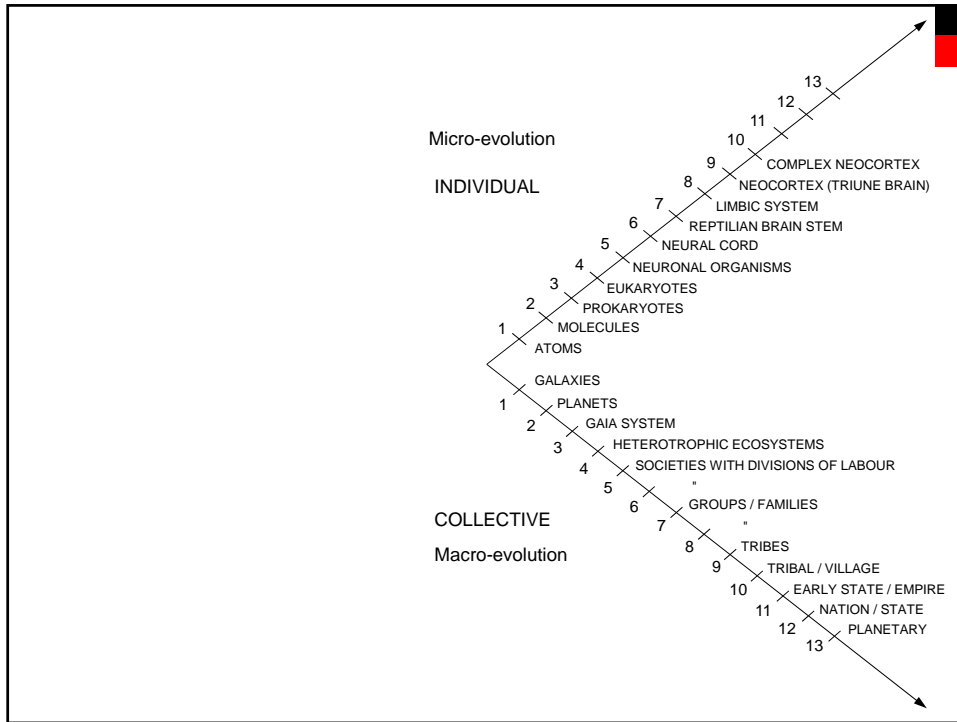 13
12
11
Micro-evolution
10
COMPLEX NEOCORTEX
9
NEOCORTEX (TRIUNE BRAIN)
INDIVIDUAL
8
LIMBIC SYSTEM
7
REPTILIAN BRAIN STEM
6
NEURAL CORD
5
NEURONAL ORGANISMS
4
EUKARYOTES
3
PROKARYOTES
2
MOLECULES
1
ATOMS
GALAXIES
1
PLANETS
2
GAIA SYSTEM
3
HETEROTROPHIC ECOSYSTEMS
4
SOCIETIES WITH DIVISIONS OF LABOUR
5
"
6
GROUPS / FAMILIES
7
COLLECTIVE
"
8
TRIBES
Macro-evolution
9
TRIBAL / VILLAGE
10
EARLY STATE / EMPIRE
11
NATION / STATE
12
PLANETARY
13